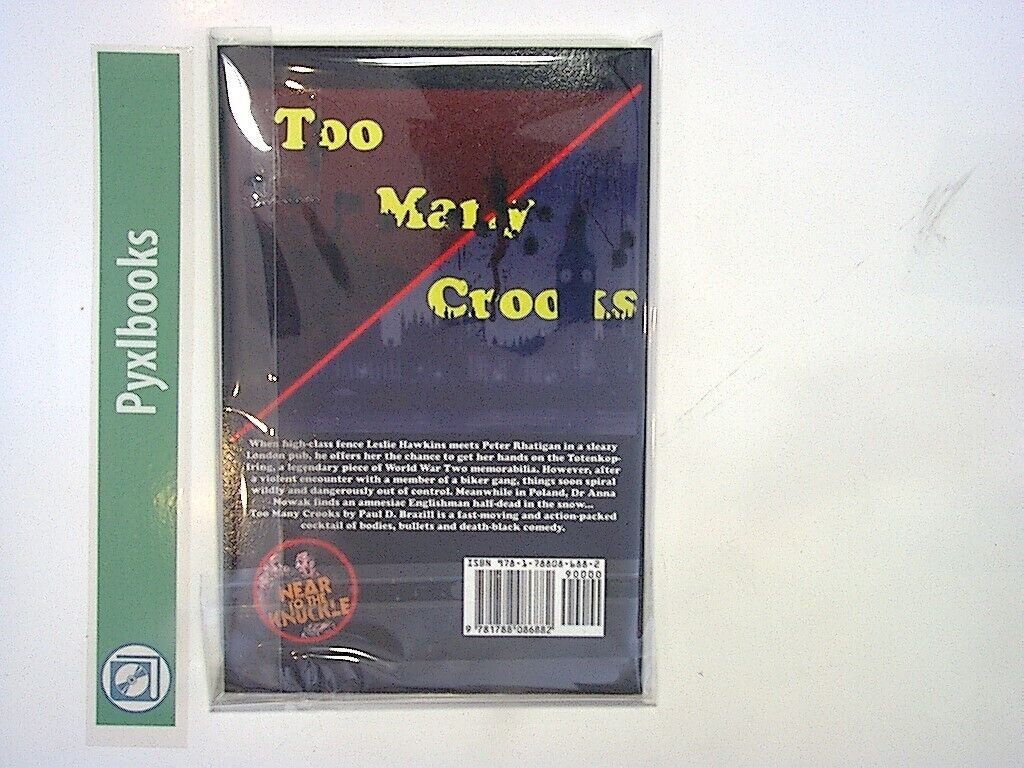 Pyxlbooks
Too
Many
Crooks
When high-class fence Leslie Hawkins meets Peter Rhatigan in a sleazy
London pub, he offers her the chance to get her hands on the Totenkop-
fring, a legendary piece of World War Two memorabilia. However, after
a violent encounter with a member of a biker gang, things soon spiral
wildly and dangerously out of control. Meanwhile in Poland, Dr Anna
Nowak finds an amnesiac Englishman half-dead in the snow...
Too Many Crooks by Paul D. Brazill is a fast-moving and action-packed
cocktail of bodies, bullets and death-black comedy.
NEAR
TO THE
KNUCKLE
ISBN 978-1-78808-688-2
90000
9 781788 086882